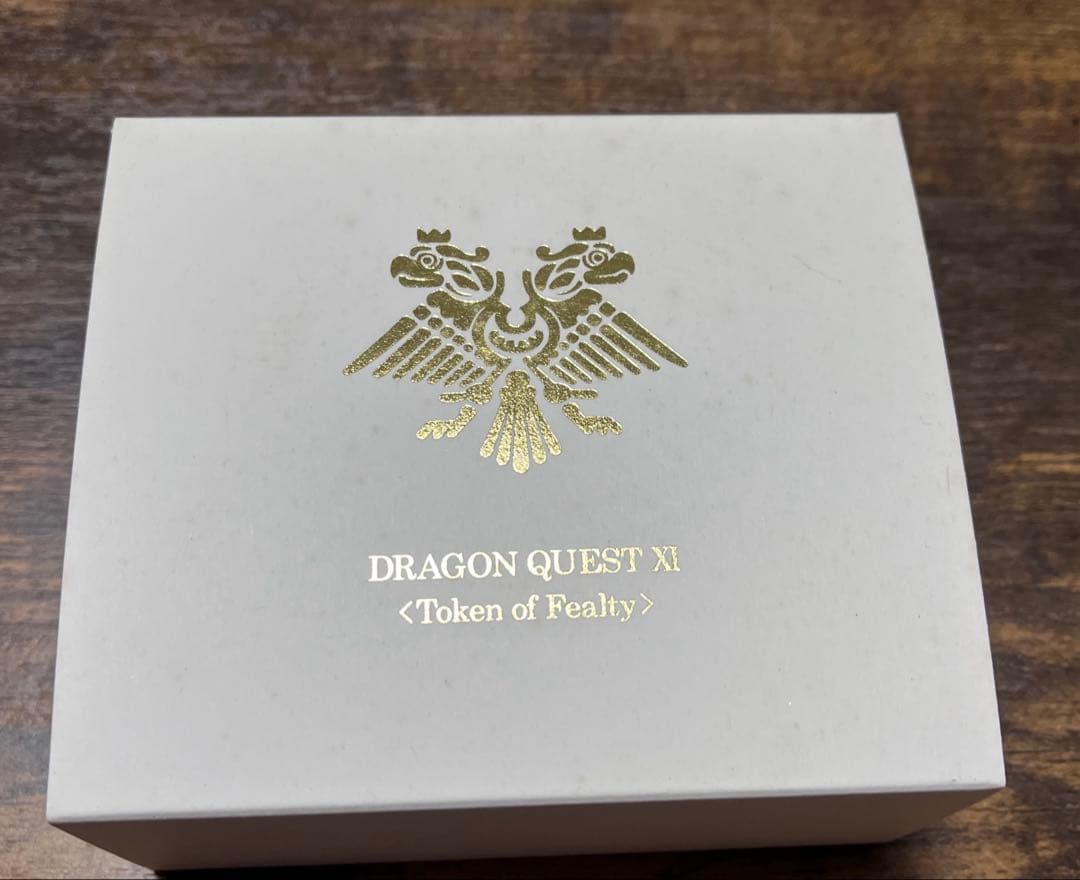 DRAGON QUEST XI
<Token of Fealty>